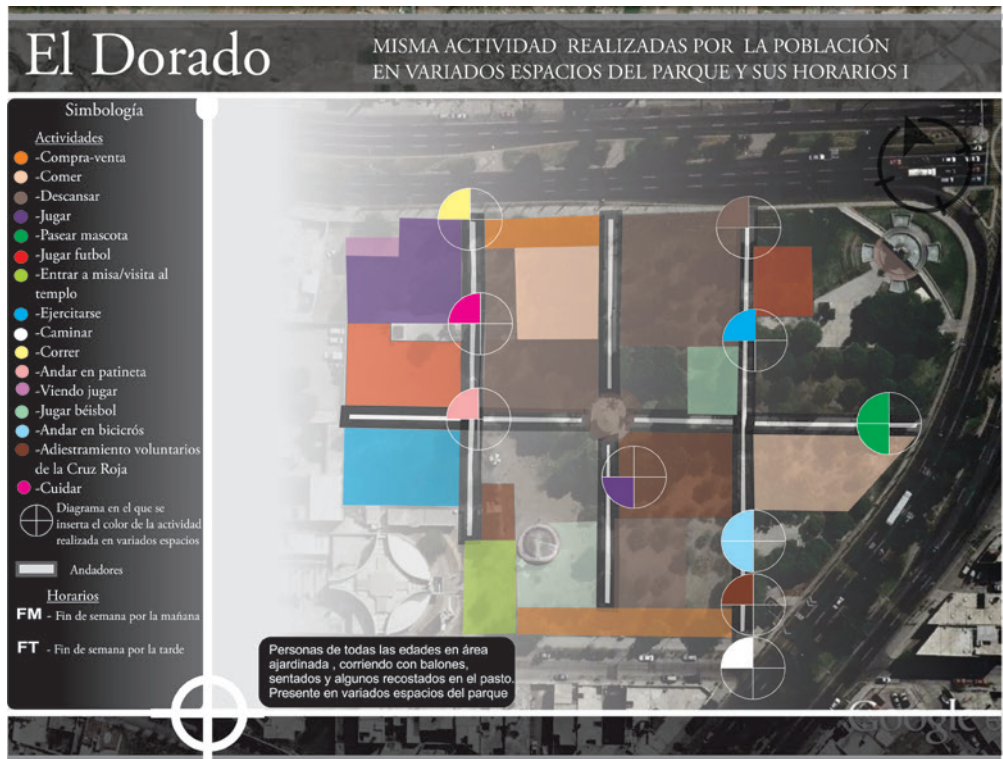 El Dorado
MISMA ACTIVIDAD REALIZADAS POR LA POBLACIÓN
EN VARIADOS ESPACIOS DEL PARQUE Y SUS HORARIOS I
Simbología
Actividades
-Compra-venta
-Comer
-Descansar
-Jugar
-Pasear mascota
-Jugar futbol
-Entrar a misa/visita al
templo
-Ejercitarse
-Caminar
-Correr
-Andar en patineta
-Viendo jugar
-Jugar béisbol
-Andar en bicicrós
-Adiestramiento voluntarios
de la Cruz Roja
-Cuidar
Diagrama en el que se
inserta el color de la actividad
realizada en variados espacios
Andadores
Horarios
FM - Fin de semana por la mañana
FT - Fin de semana por la tarde
Personas de todas las edades en área
ajardinada , corriendo con balones,
sentados y algunos recostados en el pasto.
Presente en variados espacios del parque
Google